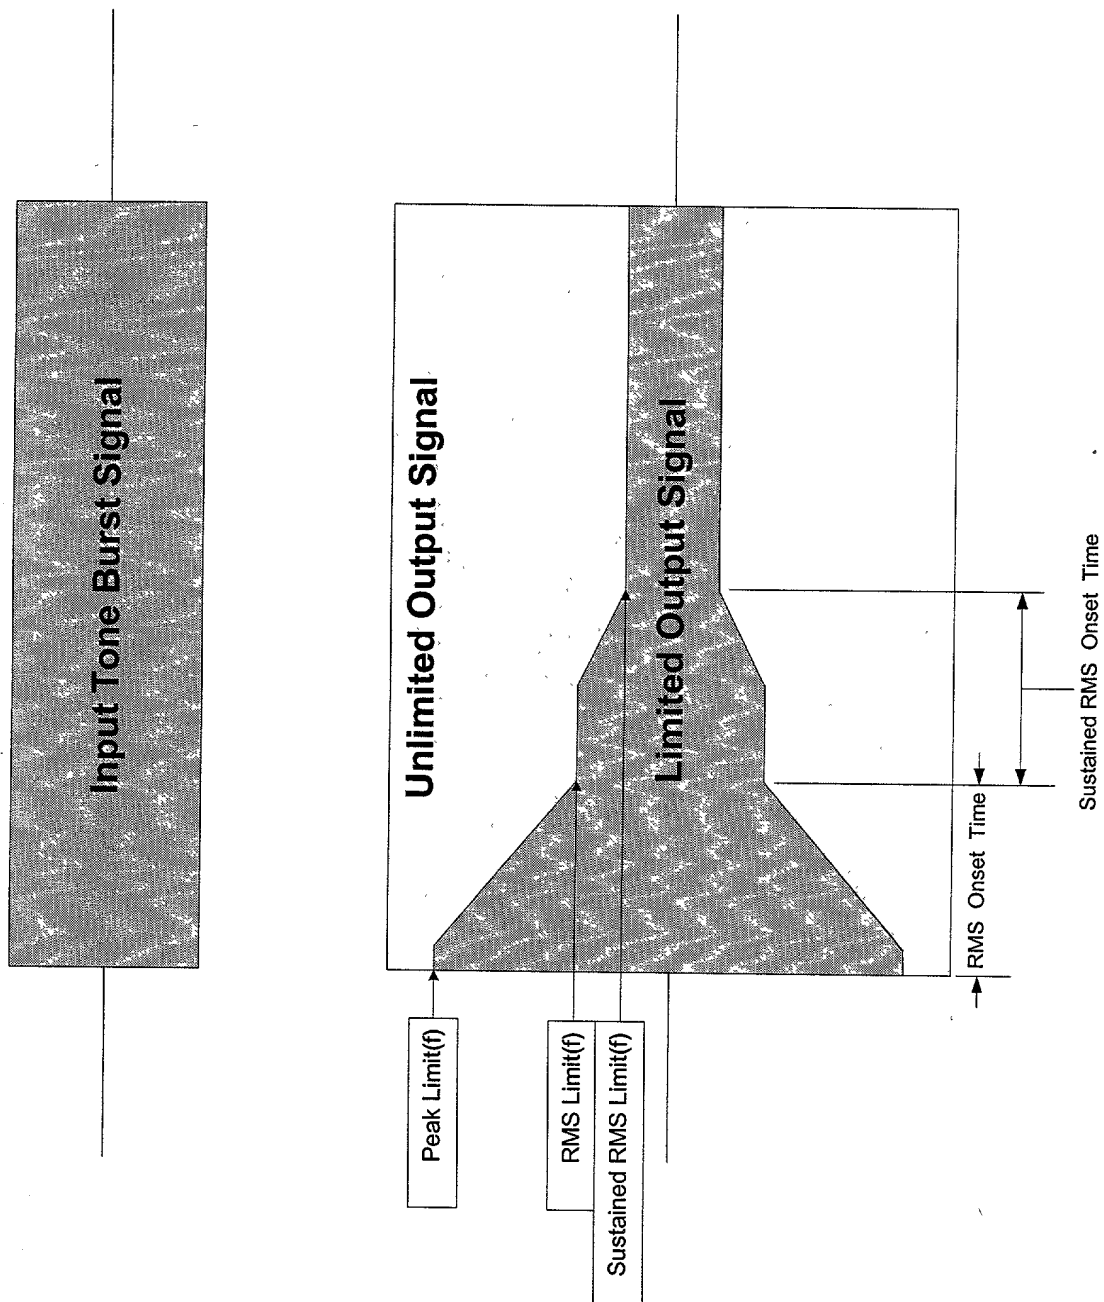 Input Tone Burst Signal
Unlimited Output Signal
Peak Limit(f)
RMS Limit(f)
Sustained RMS Limit(f)
Limited Output Signal
RMS Onset Time
Sustained RMS Onset Time